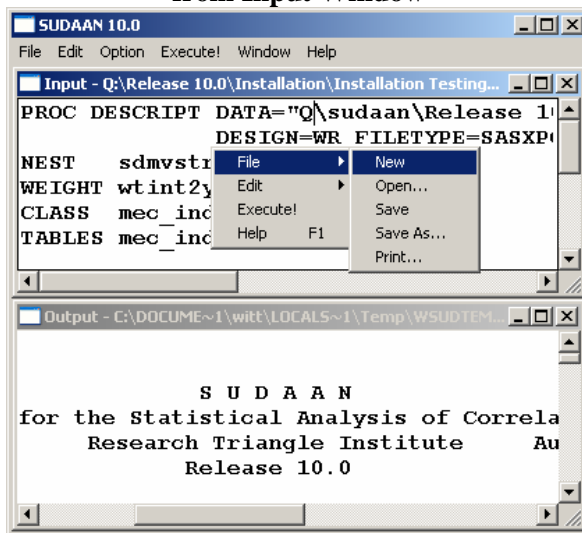 from Input Window
SUDAAN 10.0
File Edit Option Execute! Window Help
Input - Q:\Release 10.0\Installation\Installation Testing...
PROC DESCRIPT DATA="Q\sudaan\Release 1
DESIGN=WR FILETYPE=SASXP
NEST sdmvstr
WEIGHT wtint2y
CLASS mec_ind
TABLES mec_ind
File
Edit
Execute!
Help F1
New
Open...
Save
Save As...
Print...
Output - C:\DOCUME~1\witt\LOCALS~1\Temp\WSUDTEM...
S U D A A N
for the Statistical Analysis of Correla
Research Triangle Institute Au
Release 10.0